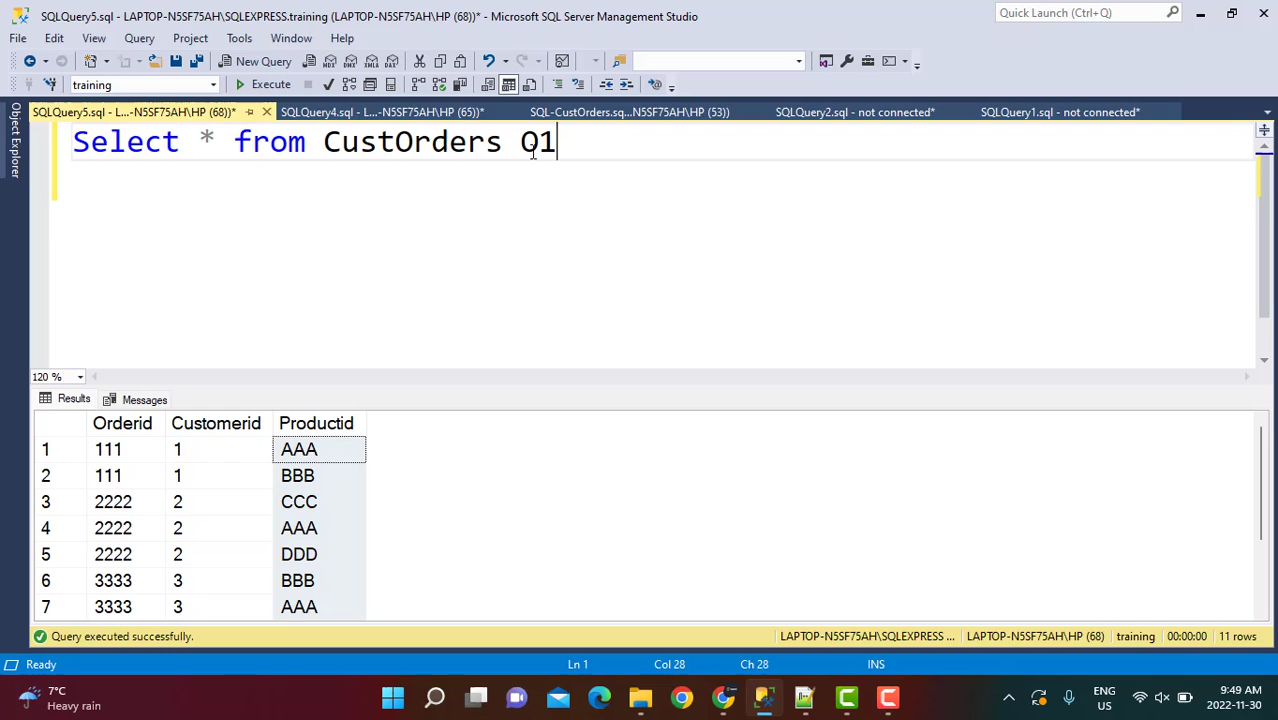 SQLQuery5.sql - LAPTOP-N5SF75AH\SQLEXPRESS.training (LAPTOP-N5SF75AH\HP (68))* - Microsoft SQL Server Management Studio
Quick Launch (Ctrl+Q)
File Edit View Query Project Tools Window Help
New Query MDX DMX XMLA DAX
training Execute
SQLQuery5.sql - L...-N5SF75AH\HP (68))* SQLQuery4.sql - L...-N5SF75AH\HP (65))* SQL-CustOrders.sq...N5SF75AH\HP (53)) SQLQuery2.sql - not connected* SQLQuery1.sql - not connected*
Object Explorer
Select * from CustOrders O1
120 %
Results Messages
Orderid Customerid Productid
1 111 1 AAA
2 111 1 BBB
3 2222 2 CCC
4 2222 2 AAA
5 2222 2 DDD
6 3333 3 BBB
7 3333 3 AAA
Query executed successfully. LAPTOP-N5SF75AH\SQLEXPRESS ... LAPTOP-N5SF75AH\HP (68) training 00:00:00 11 rows
Ready Ln 1 Col 28 Ch 28 INS
7°C
Heavy rain
ENG
US
9:49 AM
2022-11-30